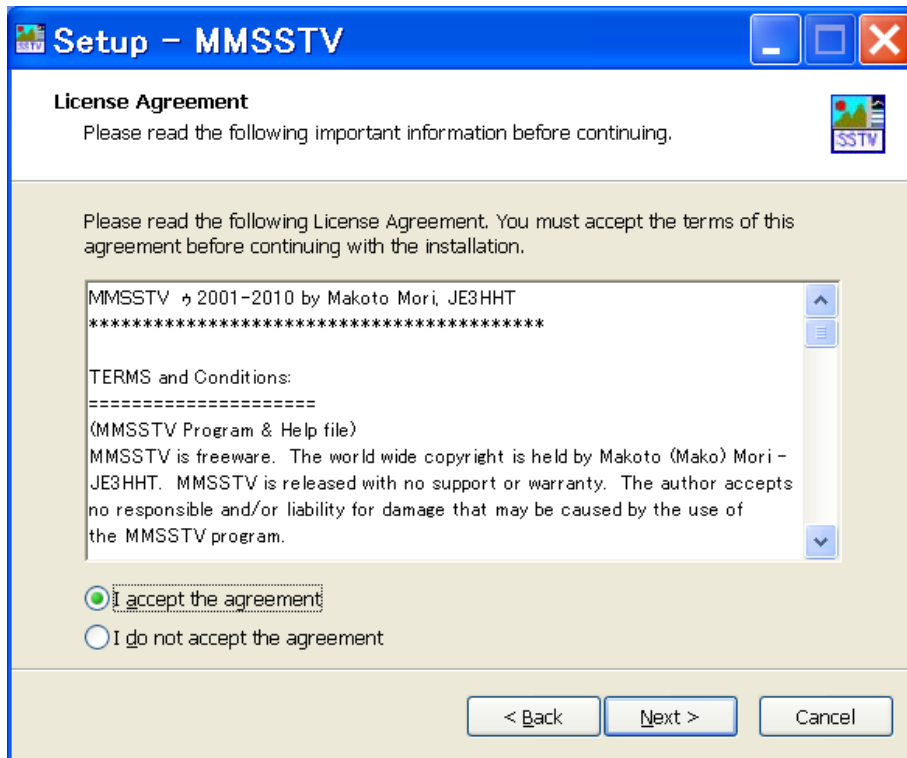 Setup - MMSSTV
License Agreement
Please read the following important information before continuing.
SSTV
Please read the following License Agreement. You must accept the terms of this
agreement before continuing with the installation.
MMSSTV ｩ 2001-2010 by Makoto Mori, JE3HHT
******************************************
TERMS and Conditions:
=====================
(MMSSTV Program & Help file)
MMSSTV is freeware. The world wide copyright is held by Makoto (Mako) Mori -
JE3HHT. MMSSTV is released with no support or warranty. The author accepts
no responsible and/or liability for damage that may be caused by the use of
the MMSSTV program.
I accept the agreement
I do not accept the agreement
< Back
Next >
Cancel